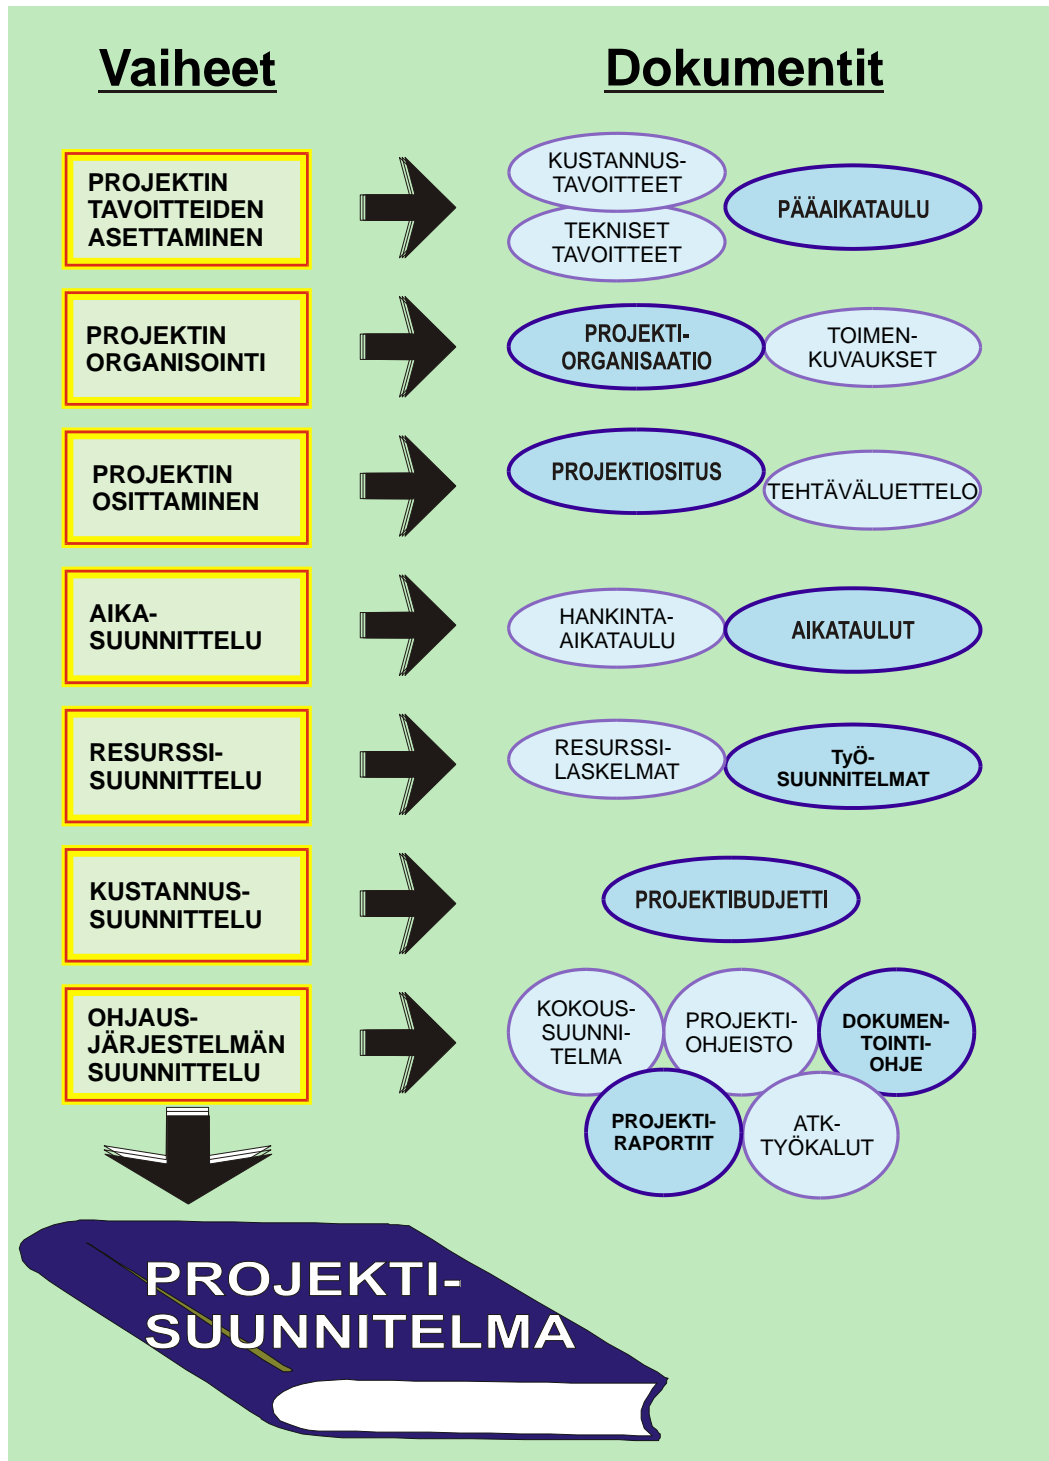 Vaiheet
Dokumentit
PROJEKTIN
TAVOITTEIDEN
ASETTAMINEN
KUSTANNUS-
TAVOITTEET
TEKNISET
TAVOITTEET
PÄÄAIKATAULU
PROJEKTIN
ORGANISOINTI
PROJEKTI-
ORGANISAATIO
TOIMEN-
KUVAUKSET
PROJEKTIN
OSITTAMINEN
PROJEKTIOSITUS
TEHTÄVÄLUETTELO
AIKA-
SUUNNITTELU
HANKINTA-
AIKATAULU
AIKATAULUT
RESURSSI-
SUUNNITTELU
RESURSSI-
LASKELMAT
TyÖ-
SUUNNITELMAT
KUSTANNUS-
SUUNNITTELU
PROJEKTIBUDJETTI
OHJAUS-
JÄRJESTELMÄN
SUUNNITTELU
KOKOUS-
SUUNNI-
TELMA
PROJEKTI-
OHJEISTO
DOKUMEN-
TOINTI-
OHJE
PROJEKTI-
RAPORTIT
ATK-
TYÖKALUT
PROJEKTI-
SUUNNITELMA